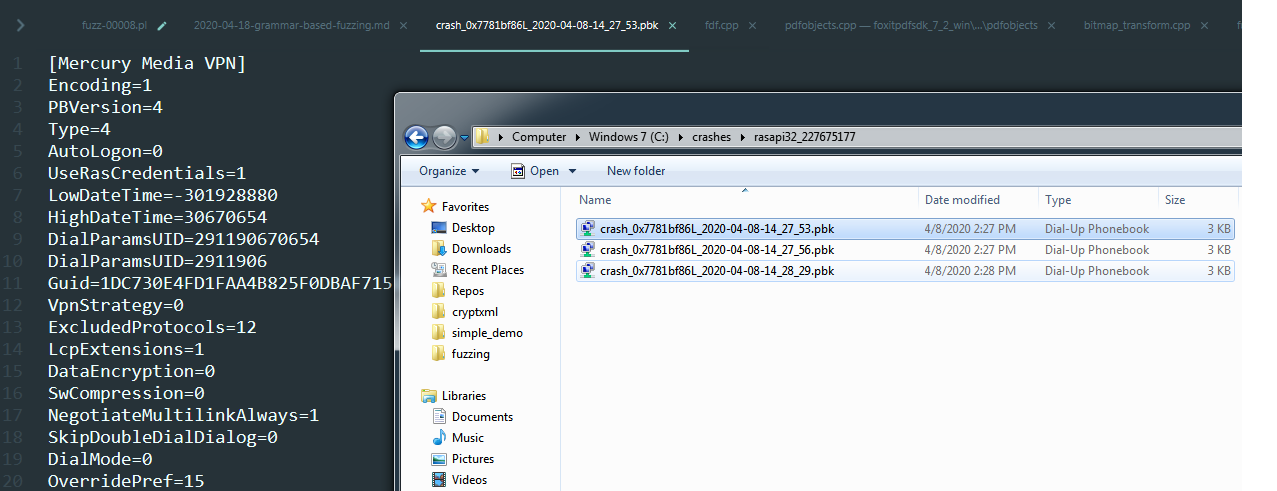 fuzz-00008.pl 2020-04-18-grammar-based-fuzzing.md crash_0x7781bf86L_2020-04-08-14_27_53.pbk fdf.cpp pdfobjects.cpp — foxitpdfsdk_7_2_win\...\pdfobjects bitmap_transform.cpp
1 [Mercury Media VPN]
2 Encoding=1
3 PBVersion=4
4 Type=4
5 AutoLogon=0
6 UseRasCredentials=1
7 LowDateTime=-301928880
8 HighDateTime=30670654
9 DialParamsUID=291190670654
10 DialParamsUID=2911906
11 Guid=1DC730E4FD1FAA4B825F0DBAF715
12 VpnStrategy=0
13 ExcludedProtocols=12
14 LcpExtensions=1
15 DataEncryption=0
16 SwCompression=0
17 NegotiateMultilinkAlways=1
18 SkipDoubleDialDialog=0
19 DialMode=0
20 OverridePref=15
Computer Windows 7 (C:) crashes rasapi32_227675177
Organize Open New folder
Favorites
Desktop
Downloads
Recent Places
Repos
cryptxml
simple_demo
fuzzing
Libraries
Documents
Music
Pictures
Videos
Name Date modified Type Size
crash_0x7781bf86L_2020-04-08-14_27_53.pbk 4/8/2020 2:27 PM Dial-Up Phonebook 3 KB
crash_0x7781bf86L_2020-04-08-14_27_56.pbk 4/8/2020 2:27 PM Dial-Up Phonebook 3 KB
crash_0x7781bf86L_2020-04-08-14_28_29.pbk 4/8/2020 2:28 PM Dial-Up Phonebook 3 KB